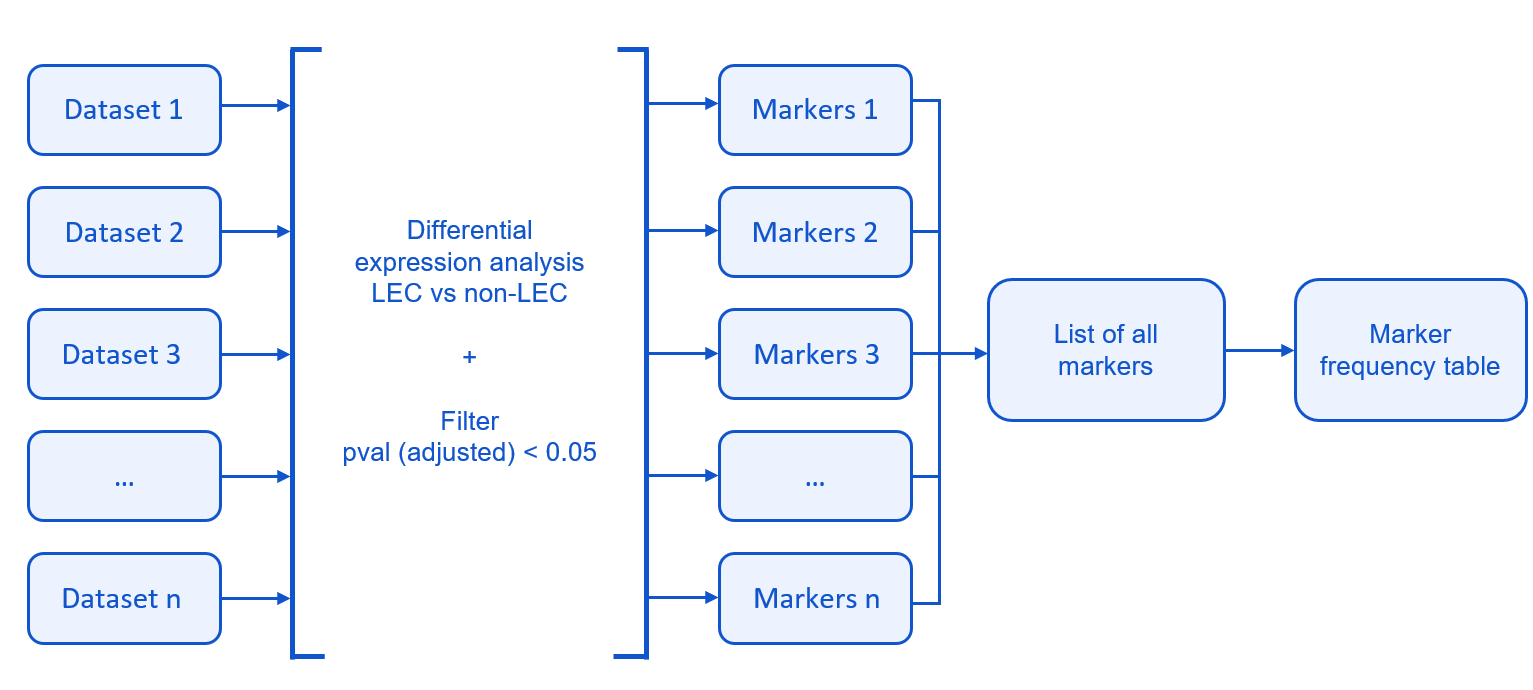 Dataset 1
Dataset 2
Dataset 3
...
Dataset n
Differential
expression analysis
LEC vs non-LEC
+
Filter
pval (adjusted) < 0.05
Markers 1
Markers 2
Markers 3
...
Markers n
List of all
markers
Marker
frequency table